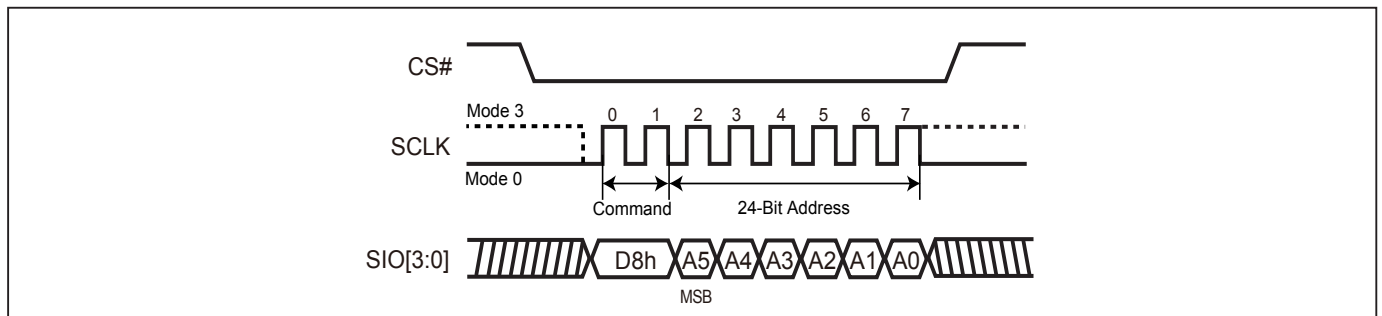 CS#
Mode 3
0 1 2 3 4 5 6 7
SCLK
Mode 0
Command 24-Bit Address
SIO[3:0] D8h A5 A4 A3 A2 A1 A0
MSB